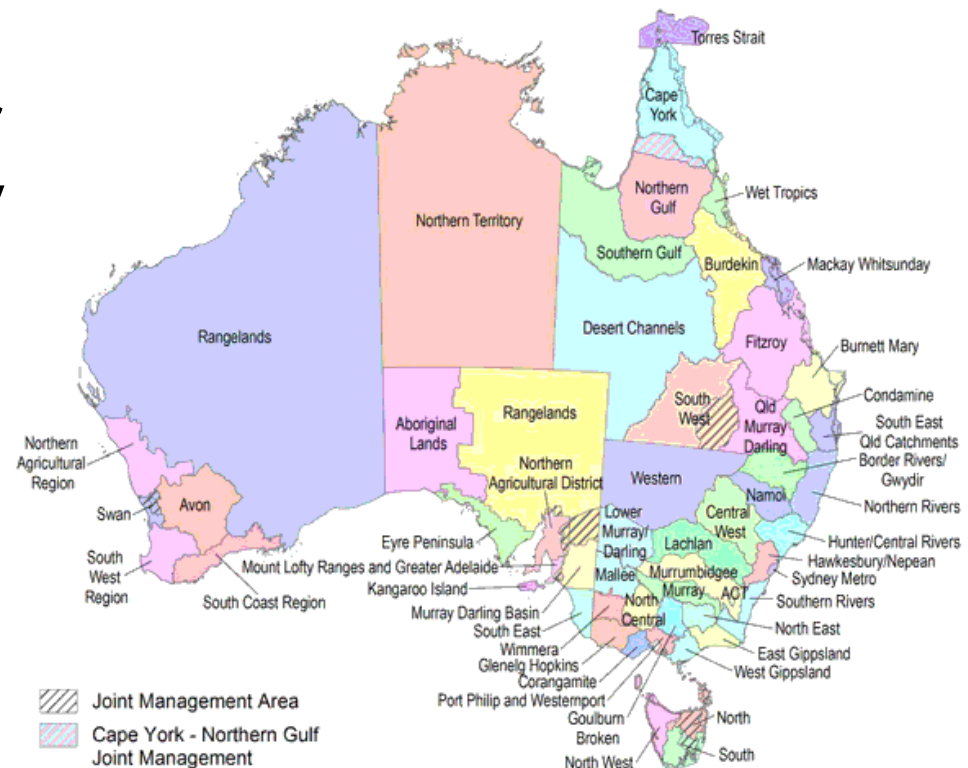 Torres Strait
Cape
York
Northern
Gulf
Wet Tropics
Northern Territory
Southern Gulf
Burdekin
Mackay Whitsunday
Rangelands
Desert Channels
Fitzroy
Burnett Mary
South
West
Qld
Murray
Darling
Condamine
South East
Qld Catchments
Border Rivers/
Gwydir
Aboriginal
Lands
Rangelands
Northern
Agricultural District
Western
Namoi
Northern Rivers
Northern
Agricultural
Region
Avon
Swan
Central
West
Lower
Murray/
Darling
Lachlan
Hunter/Central Rivers
Hawkesbury/Nepean
Sydney Metro
Eyre Peninsula
Mount Lofty Ranges and Greater Adelaide
Kangaroo Island
Mallee
Murrumbidgee
Murray
ACT
Southern Rivers
South
West
Region
South Coast Region
Murray Darling Basin
North
Central
North East
South East
Wimmera
Glenelg Hopkins
Corangamite
East Gippsland
West Gippsland
Port Philip and Westernport
Goulburn
Broken
North
South
North West
Joint Management Area
Cape York - Northern Gulf
Joint Management